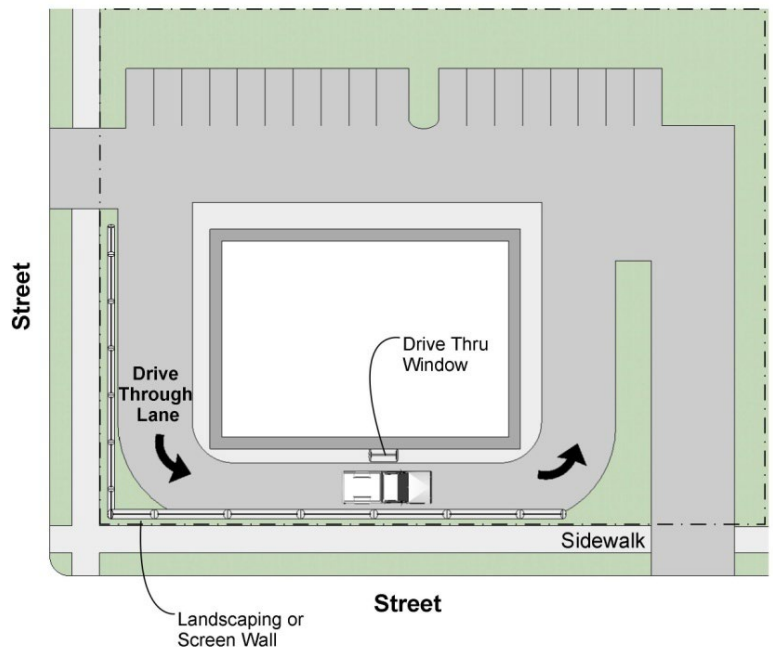 Street
Drive Thru
Window
Drive
Through
Lane
Sidewalk
Street
Landscaping or
Screen Wall